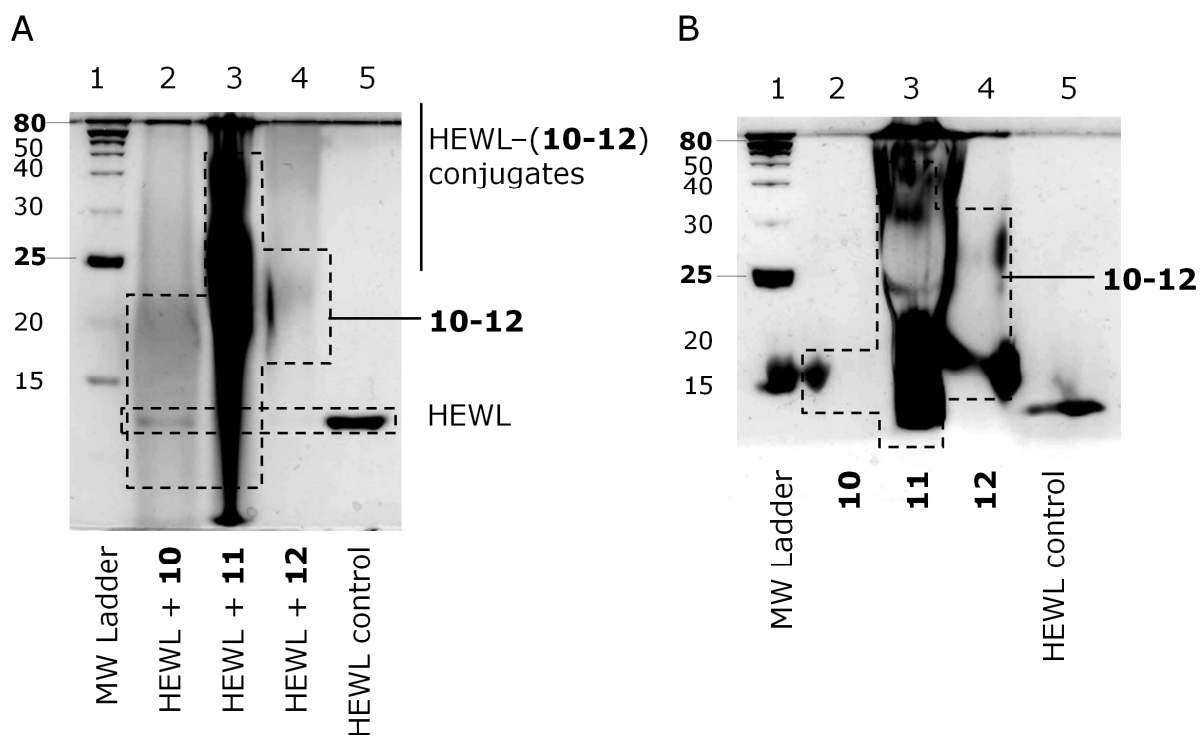 A
1 2 3 4 5
80
50
40
30
25
20
15
HEWL–(10-12)
conjugates
10-12
HEWL
MW Ladder
HEWL + 10
HEWL + 11
HEWL + 12
HEWL control
B
1 2 3 4 5
80
50
40
30
25
20
15
10-12
MW Ladder
10
11
12
HEWL control